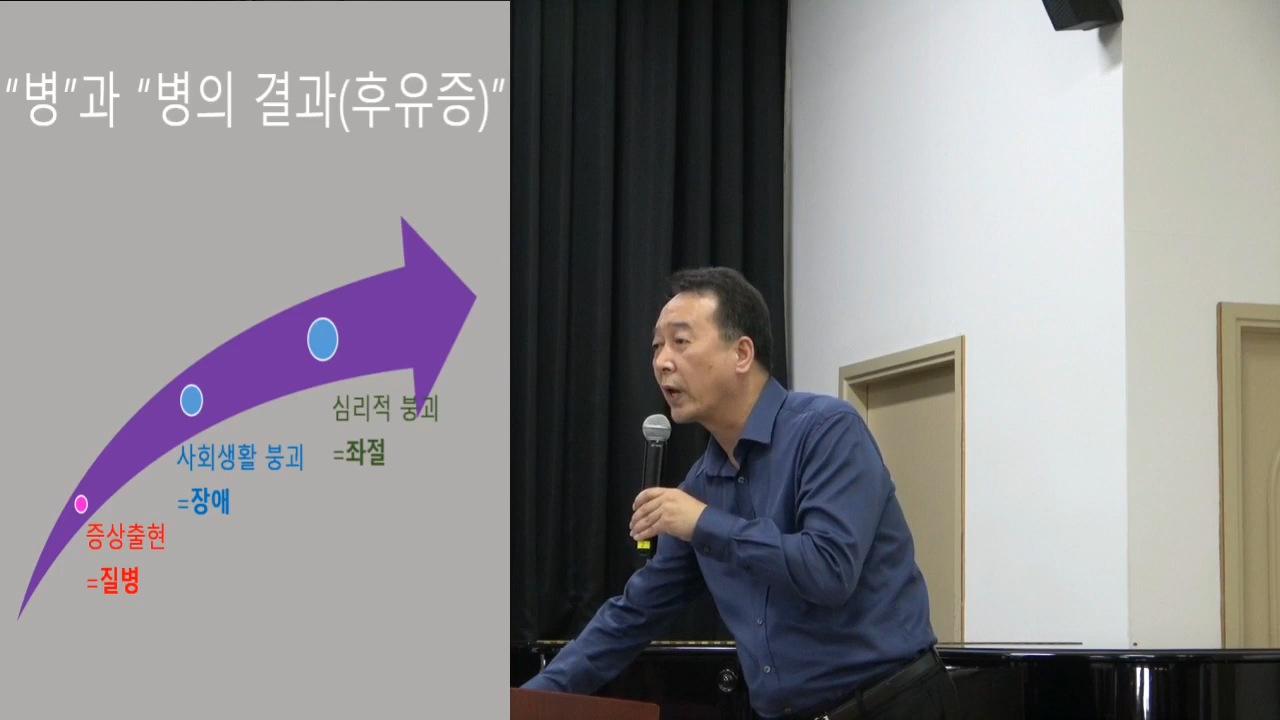 “병”과 “병의 결과(후유증)”
심리적 붕괴
=좌절
사회생활 붕괴
=장애
증상출현
=질병